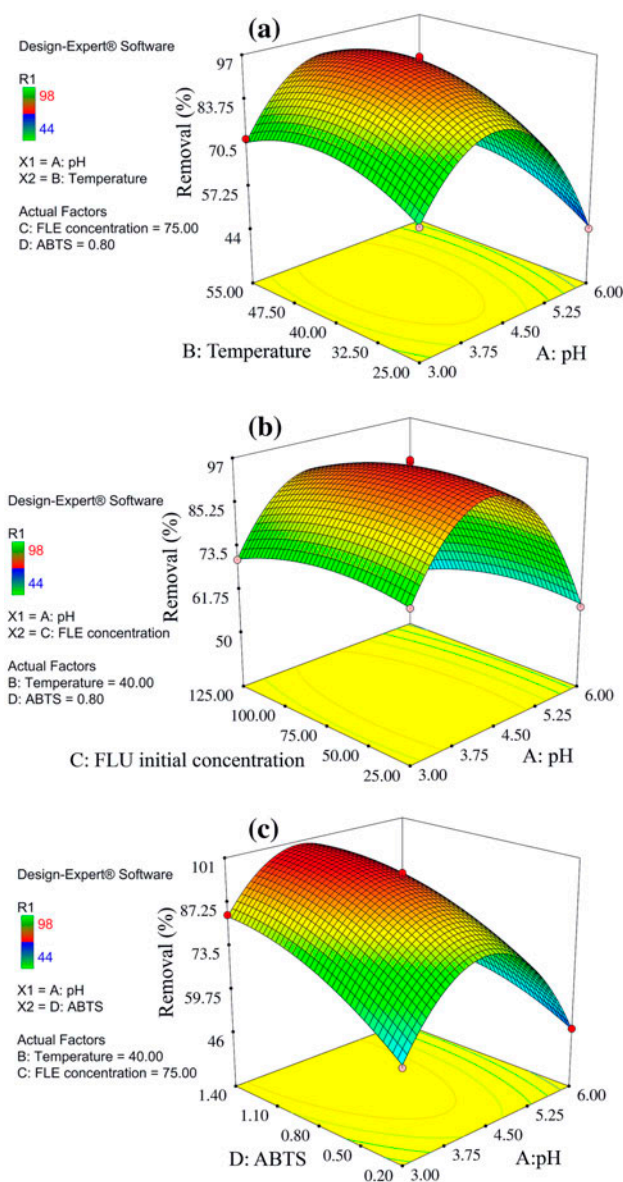 (a)
Design-Expert® Software
R1
98
44
X1 = A: pH
X2 = B: Temperature
Actual Factors
C: FLE concentration = 75.00
D: ABTS = 0.80
Removal (%)
97
83.75
70.5
57.25
44
55.00
47.50
40.00
32.50
25.00
B: Temperature
6.00
5.25
4.50
3.75
3.00
A: pH
(b)
Design-Expert® Software
R1
98
44
X1 = A: pH
X2 = C: FLE concentration
Actual Factors
B: Temperature = 40.00
D: ABTS = 0.80
Removal (%)
97
85.25
73.5
61.75
50
125.00
100.00
75.00
50.00
25.00
C: FLU initial concentration
6.00
5.25
4.50
3.75
3.00
A: pH
(c)
Design-Expert® Software
R1
98
44
X1 = A: pH
X2 = D: ABTS
Actual Factors
B: Temperature = 40.00
C: FLE concentration = 75.00
Removal (%)
101
87.25
73.5
59.75
46
1.40
1.10
0.80
0.50
0.20
D: ABTS
6.00
5.25
4.50
3.75
3.00
A:pH